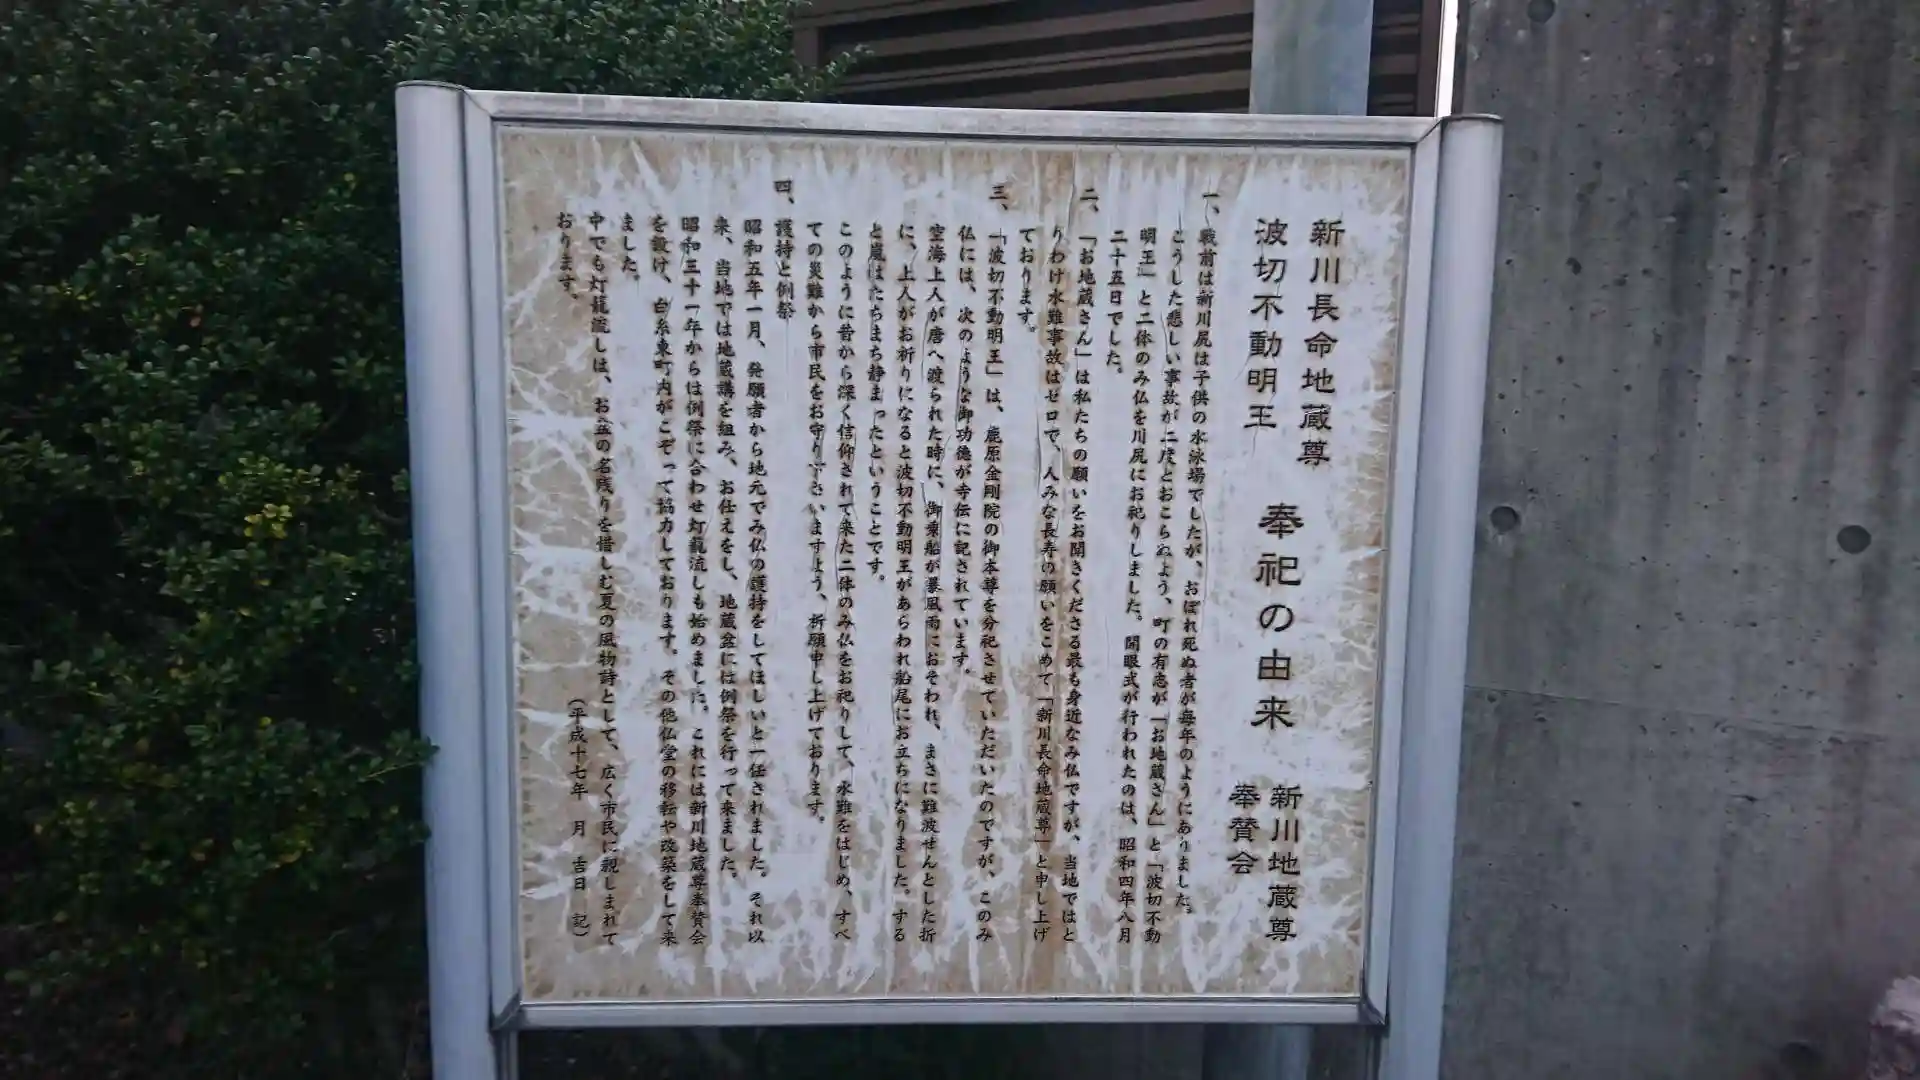 新川長命地蔵尊
波切不動明王
奉祀の由来
新川地蔵尊
奉賛会
一、戦前は新川尻は子供の水泳場でしたが、おぼれ死ぬ者が毎年のようにありました。
こうした悲しい事故が二度とおこらぬよう、町の有志が「お地蔵さん」と「波切不動
明王」と二体のみ仏を川尻にお祀りしました。開眼式が行われたのは、昭和四年八月
二十五日でした。
二、「お地蔵さん」は私たちの願いをお聞きくださる最も身近なみ仏ですが、当地ではと
りわけ水難事故はゼロで、人みな長寿の願いをこめて「新川長命地蔵尊」と申し上げ
ております。
三、「波切不動明王」は、鹿原金剛院の御本尊を分祀させていただいたのですが、このみ
仏には、次のような御功徳が寺伝に記されています。
空海上人が唐へ渡られた時に、御乗船が暴風雨におそわれ、まさに難波せんとした折
に、上人がお祈りになると波切不動明王があらわれ船尾にお立ちになりました。する
と嵐はたちまち静まったということです。
このように昔から深く信仰されて来た二体のみ仏をお祀りして、水難をはじめ、すべ
ての災難から市民をお守り下さいますよう、祈願申し上げております。
四、護持と例祭
昭和五年一月、発願者から地元でみ仏の護持をしてほしいと一任されました。それ以
来、当地では地蔵講を組み、お仕えをし、地蔵盆には例祭を行って来ました。
昭和三十一年からは例祭に合わせ灯籠流しも始めました。これには新川地蔵尊奉賛会
を設け、白糸東町内がこぞって協力しております。その他仏堂の移転や改築をして来
ました。
中でも灯籠流しは、お盆の名残りを惜しむ夏の風物詩として、広く市民に親しまれて
おります。
（平成十七年　月　吉日　記）